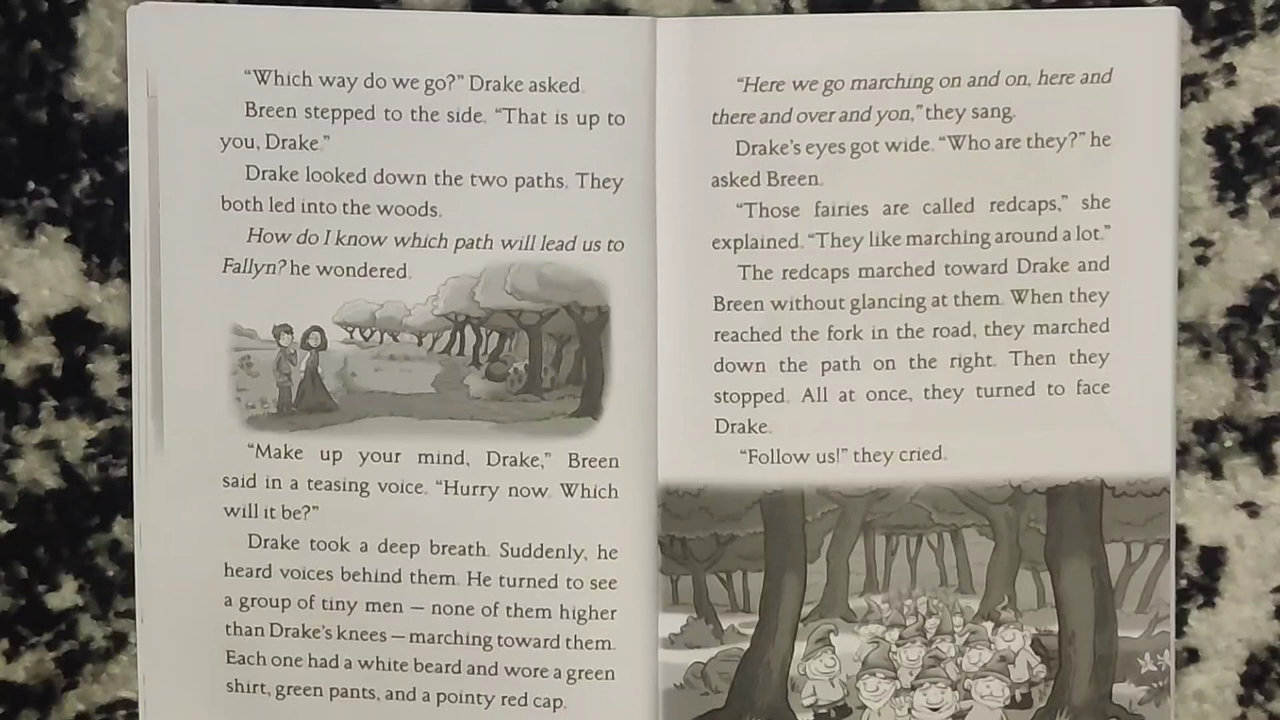 “Which way do we go?” Drake asked.
Breen stepped to the side. “That is up to
you, Drake.”
Drake looked down the two paths. They
both led into the woods.
How do I know which path will lead us to
Fallyn? he wondered.
“Make up your mind, Drake,” Breen
said in a teasing voice. “Hurry now. Which
will it be?”
Drake took a deep breath. Suddenly, he
heard voices behind them. He turned to see
a group of tiny men — none of them higher
than Drake’s knees — marching toward them.
Each one had a white beard and wore a green
shirt, green pants, and a pointy red cap.
“Here we go marching on and on, here and
there and over and yon,” they sang.
Drake’s eyes got wide. “Who are they?” he
asked Breen.
“Those fairies are called redcaps,” she
explained. “They like marching around a lot.”
The redcaps marched toward Drake and
Breen without glancing at them. When they
reached the fork in the road, they marched
down the path on the right. Then they
stopped. All at once, they turned to face
Drake.
“Follow us!” they cried.